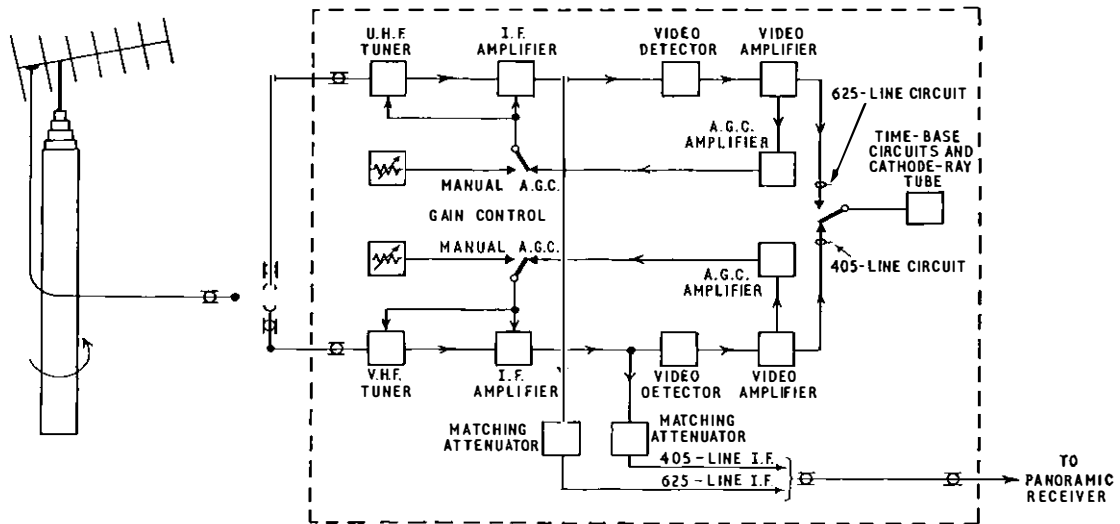 U.H.F.
TUNER
I.F.
AMPLIFIER
VIDEO
DETECTOR
VIDEO
AMPLIFIER
625-LINE CIRCUIT
A.G.C.
AMPLIFIER
TIME-BASE
CIRCUITS AND
CATHODE-RAY
TUBE
MANUAL A.G.C.
GAIN CONTROL
MANUAL A.G.C.
A.G.C.
AMPLIFIER
405-LINE CIRCUIT
V.H.F.
TUNER
I.F.
AMPLIFIER
VIDEO
DETECTOR
VIDEO
AMPLIFIER
MATCHING
ATTENUATOR
MATCHING
ATTENUATOR
405-LINE I.F.
625-LINE I.F.
TO
PANORAMIC
RECEIVER